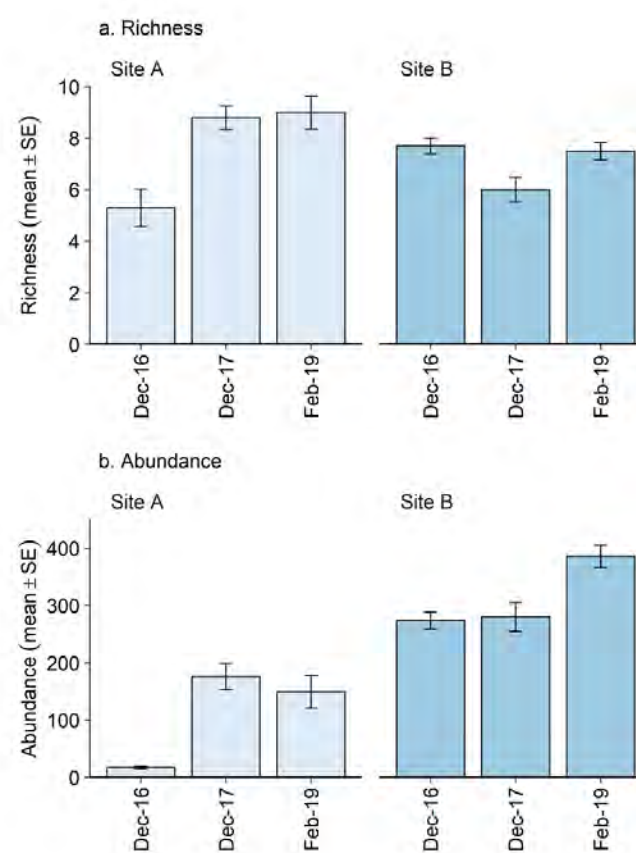 a. Richness
Site A
Site B
Richness (mean ± SE)
10
8
6
4
2
0
Dec-16
Dec-17
Feb-19
Dec-16
Dec-17
Feb-19
b. Abundance
Site A
Site B
Abundance (mean ± SE)
400
300
200
100
0
Dec-16
Dec-17
Feb-19
Dec-16
Dec-17
Feb-19